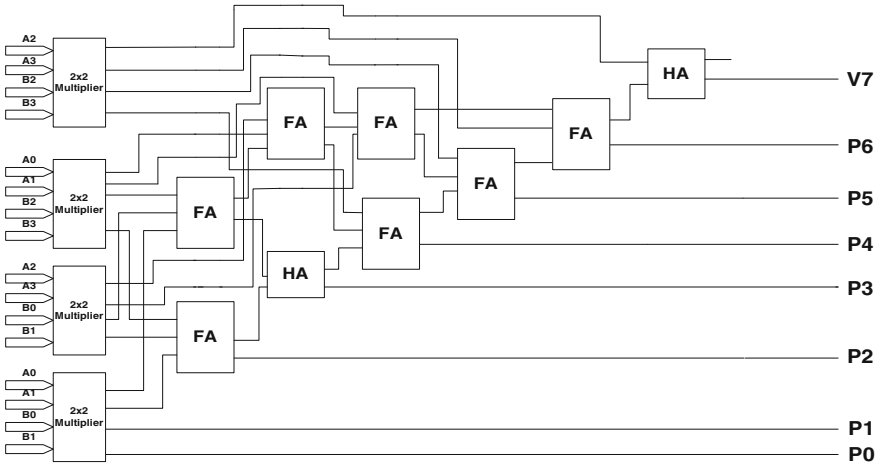 A2
A3
B2
B3
2x2
Multiplier
A0
A1
B2
B3
2x2
Multiplier
A2
A3
B0
B1
2x2
Multiplier
A0
A1
B0
B1
2x2
Multiplier
FA
FA
FA
FA
FA
HA
FA
FA
HA
V7
P6
P5
P4
P3
P2
P1
P0